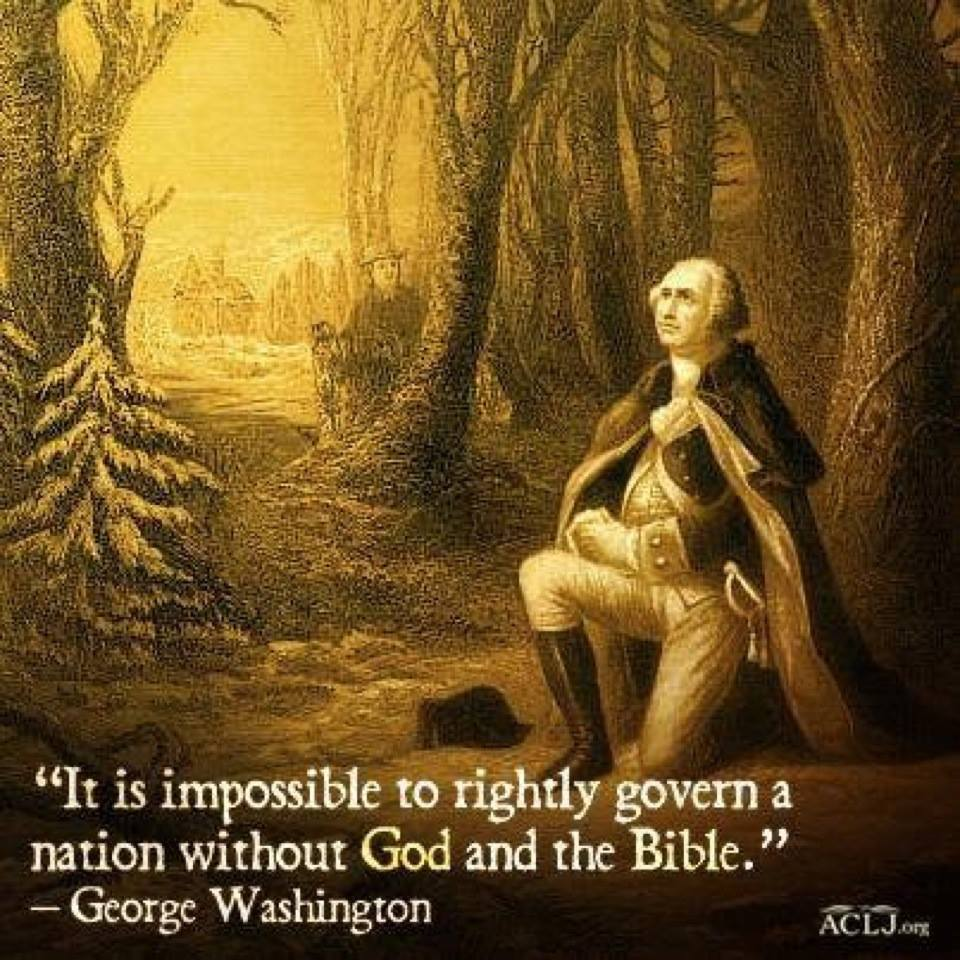 “It is impossible to rightly govern a
nation without God and the Bible.”
– George Washington
ACLJ.org